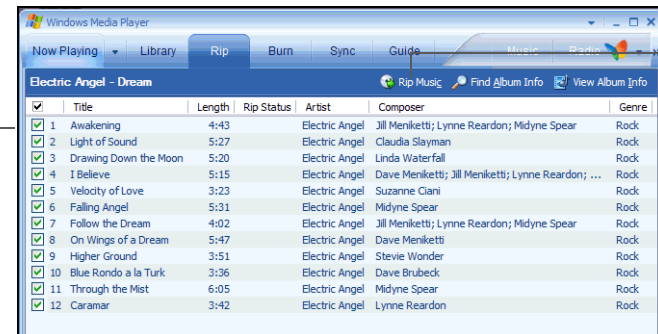 Windows Media Player
Now Playing Library Rip Burn Sync Guide Music Radio
Electric Angel - Dream Rip Music Find Album Info View Album Info
Title Length Rip Status Artist Composer Genre
1 Awakening 4:43 Electric Angel Jill Meniketti; Lynne Reardon; Midyne Spear Rock
2 Light of Sound 5:27 Electric Angel Claudia Slayman Rock
3 Drawing Down the Moon 5:20 Electric Angel Linda Waterfall Rock
4 I Believe 5:15 Electric Angel Dave Meniketti; Jill Meniketti; Lynne Reardon; ... Rock
5 Velocity of Love 3:23 Electric Angel Suzanne Ciani Rock
6 Falling Angel 5:31 Electric Angel Midyne Spear Rock
7 Follow the Dream 4:02 Electric Angel Jill Meniketti; Lynne Reardon; Midyne Spear Rock
8 On Wings of a Dream 5:47 Electric Angel Dave Meniketti Rock
9 Higher Ground 3:51 Electric Angel Stevie Wonder Rock
10 Blue Rondo a la Turk 3:36 Electric Angel Dave Brubeck Rock
11 Through the Mist 6:05 Electric Angel Midyne Spear Rock
12 Caramar 3:42 Electric Angel Lynne Reardon Rock